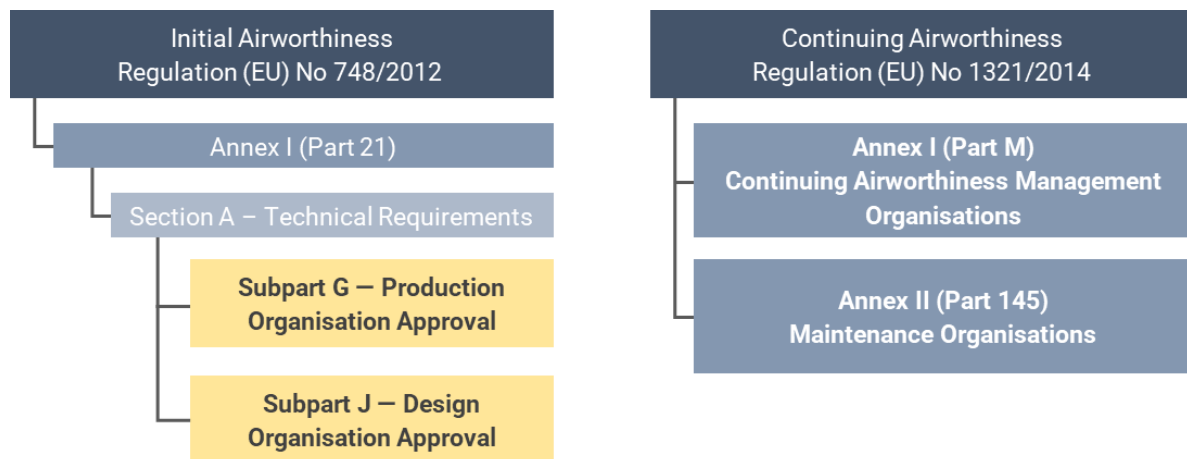 Initial Airworthiness
Regulation (EU) No 748/2012
Annex I (Part 21)
Section A – Technical Requirements
Subpart G — Production
Organisation Approval
Subpart J — Design
Organisation Approval
Continuing Airworthiness
Regulation (EU) No 1321/2014
Annex I (Part M)
Continuing Airworthiness Management
Organisations
Annex II (Part 145)
Maintenance Organisations